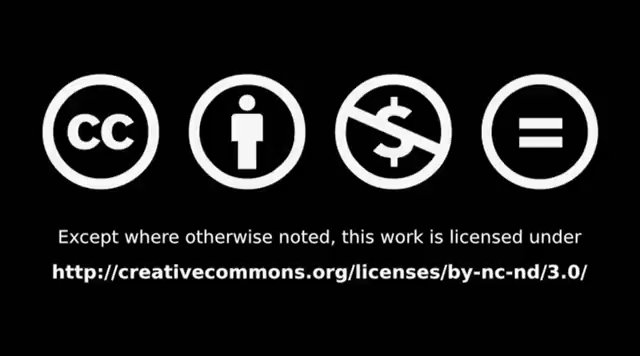 cc
$
=
Except where otherwise noted, this work is licensed under
http://creativecommons.org/licenses/by-nc-nd/3.0/